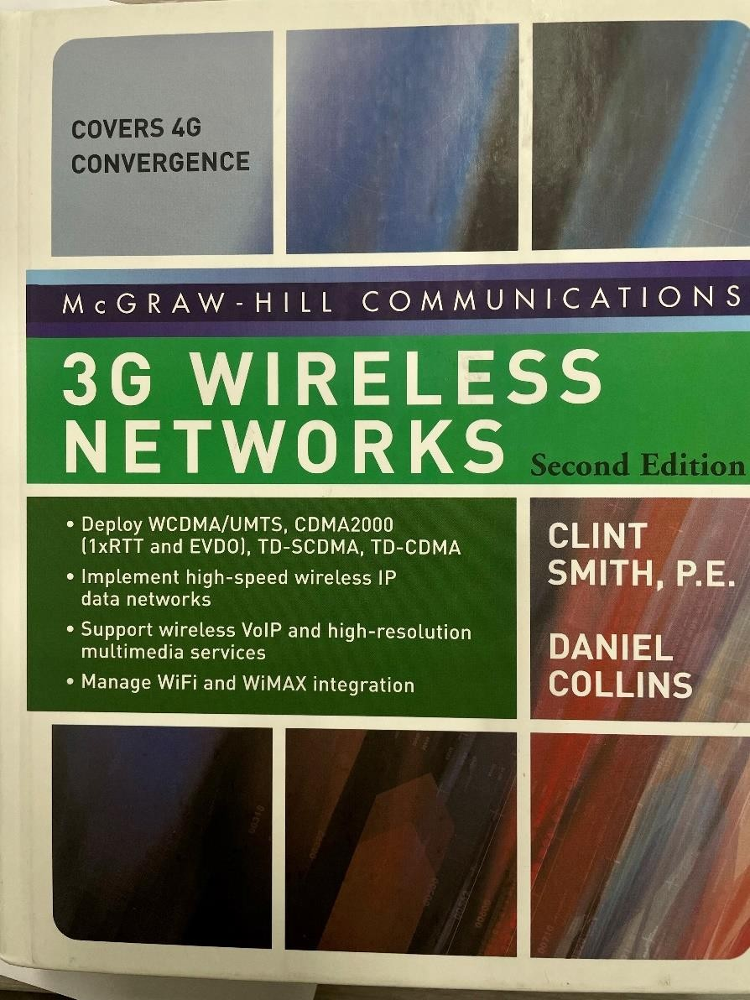 COVERS 4G
CONVERGENCE
McGRAW-HILL COMMUNICATIONS
3G WIRELESS
NETWORKS Second Edition
• Deploy WCDMA/UMTS, CDMA2000
(1xRTT and EVDO), TD-SCDMA, TD-CDMA
• Implement high-speed wireless IP
data networks
• Support wireless VoIP and high-resolution
multimedia services
• Manage WiFi and WiMAX integration
CLINT
SMITH, P.E.
DANIEL
COLLINS